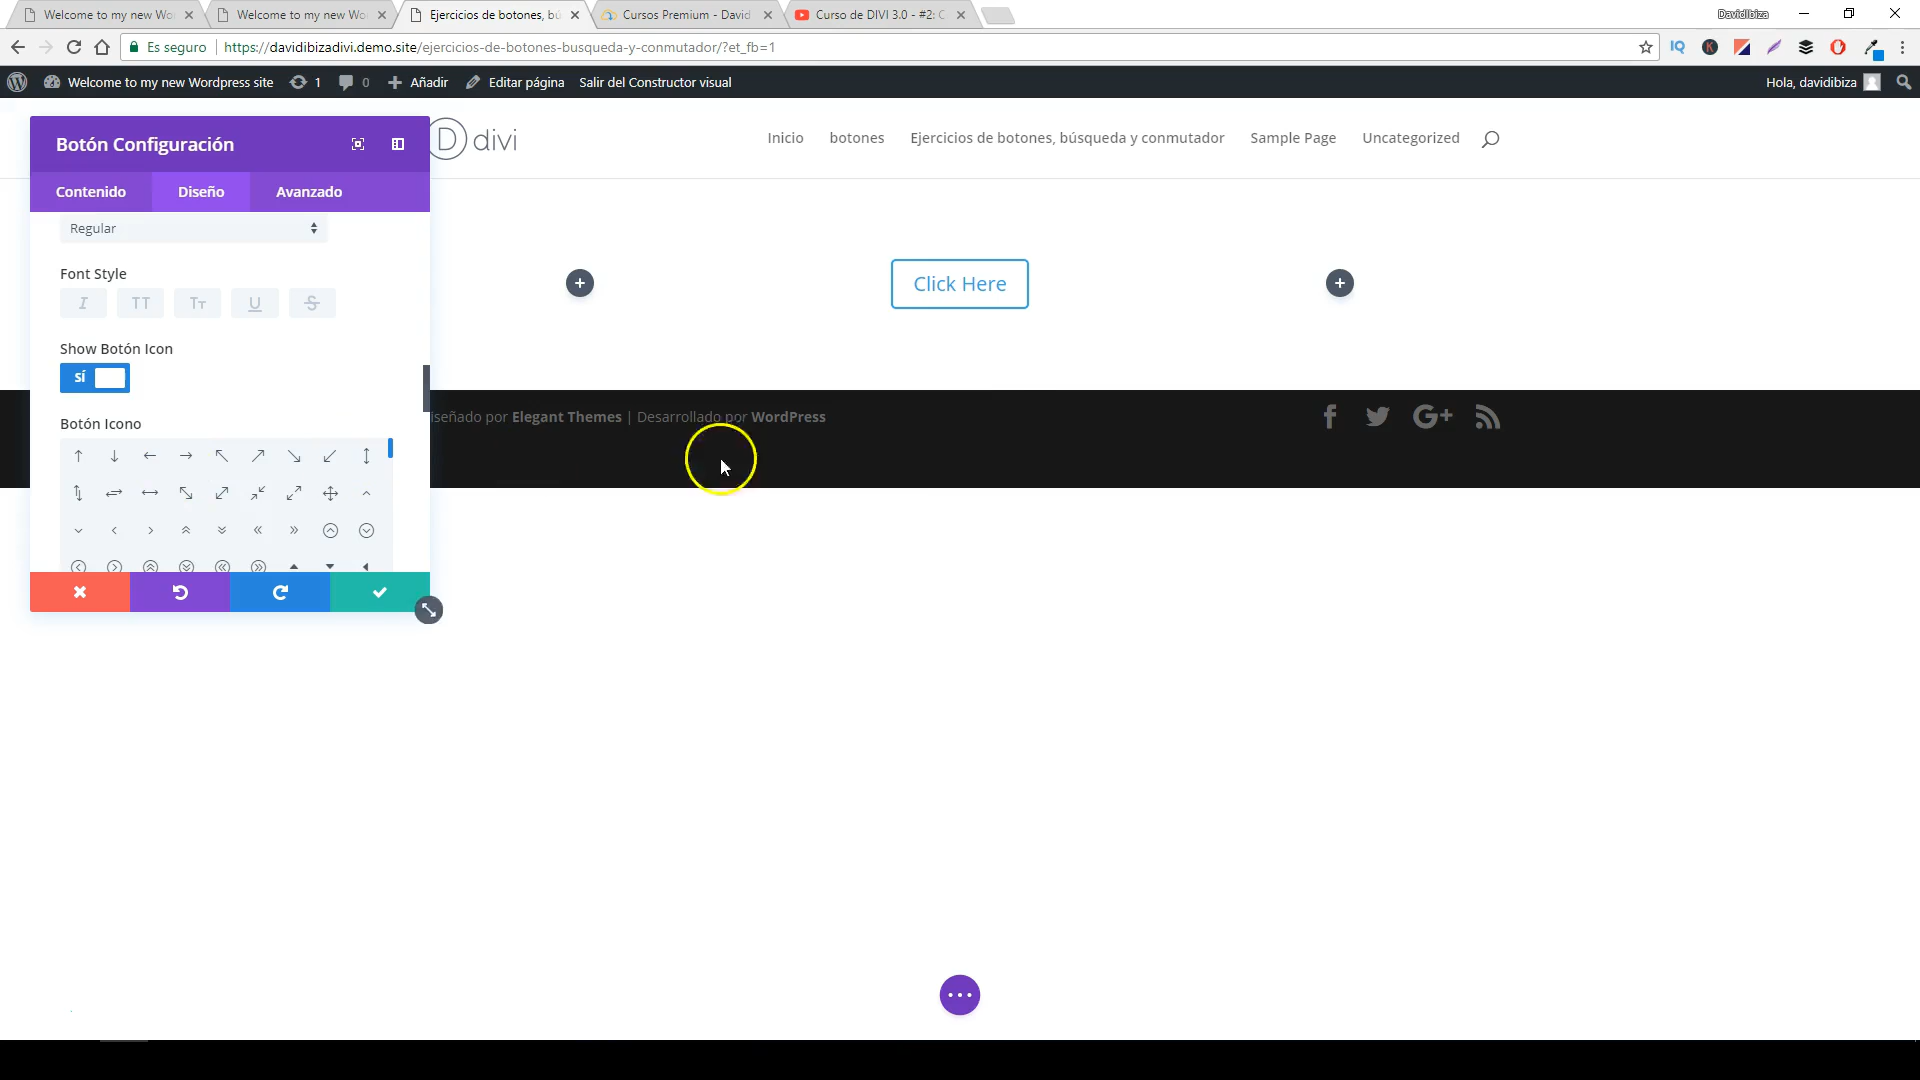 Welcome to my new Wor
Welcome to my new Wo
Ejercicios de botones, bú
Cursos Premium - David
Curso de DIVI 3.0 - #2: C
DavidIbiza
Es seguro
https://davidibizadivi.demo.site/ejercicios-de-botones-busqueda-y-conmutador/?et_fb=1
IQ
K
Welcome to my new Wordpress site
1
0
Añadir
Editar página
Salir del Constructor visual
Hola, davidibiza
Botón Configuración
D divi
Inicio
botones
Ejercicios de botones, búsqueda y conmutador
Sample Page
Uncategorized
Contenido
Diseño
Avanzado
Regular
Font Style
I TT Tт U S
Click Here
Show Botón Icon
SÍ
Botón Icono
señado por Elegant Themes | Desarrollado por WordPress